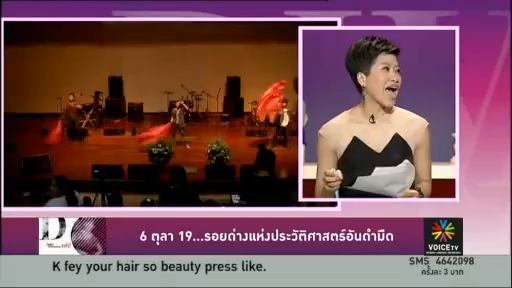 6 ตุลา 19...รอยด่างแห่งประวัติศาสตร์อันดำมืด
VOICE TV
K fey your hair so beauty press like.
SMS 4642098
ครั้งละ 3 บาท